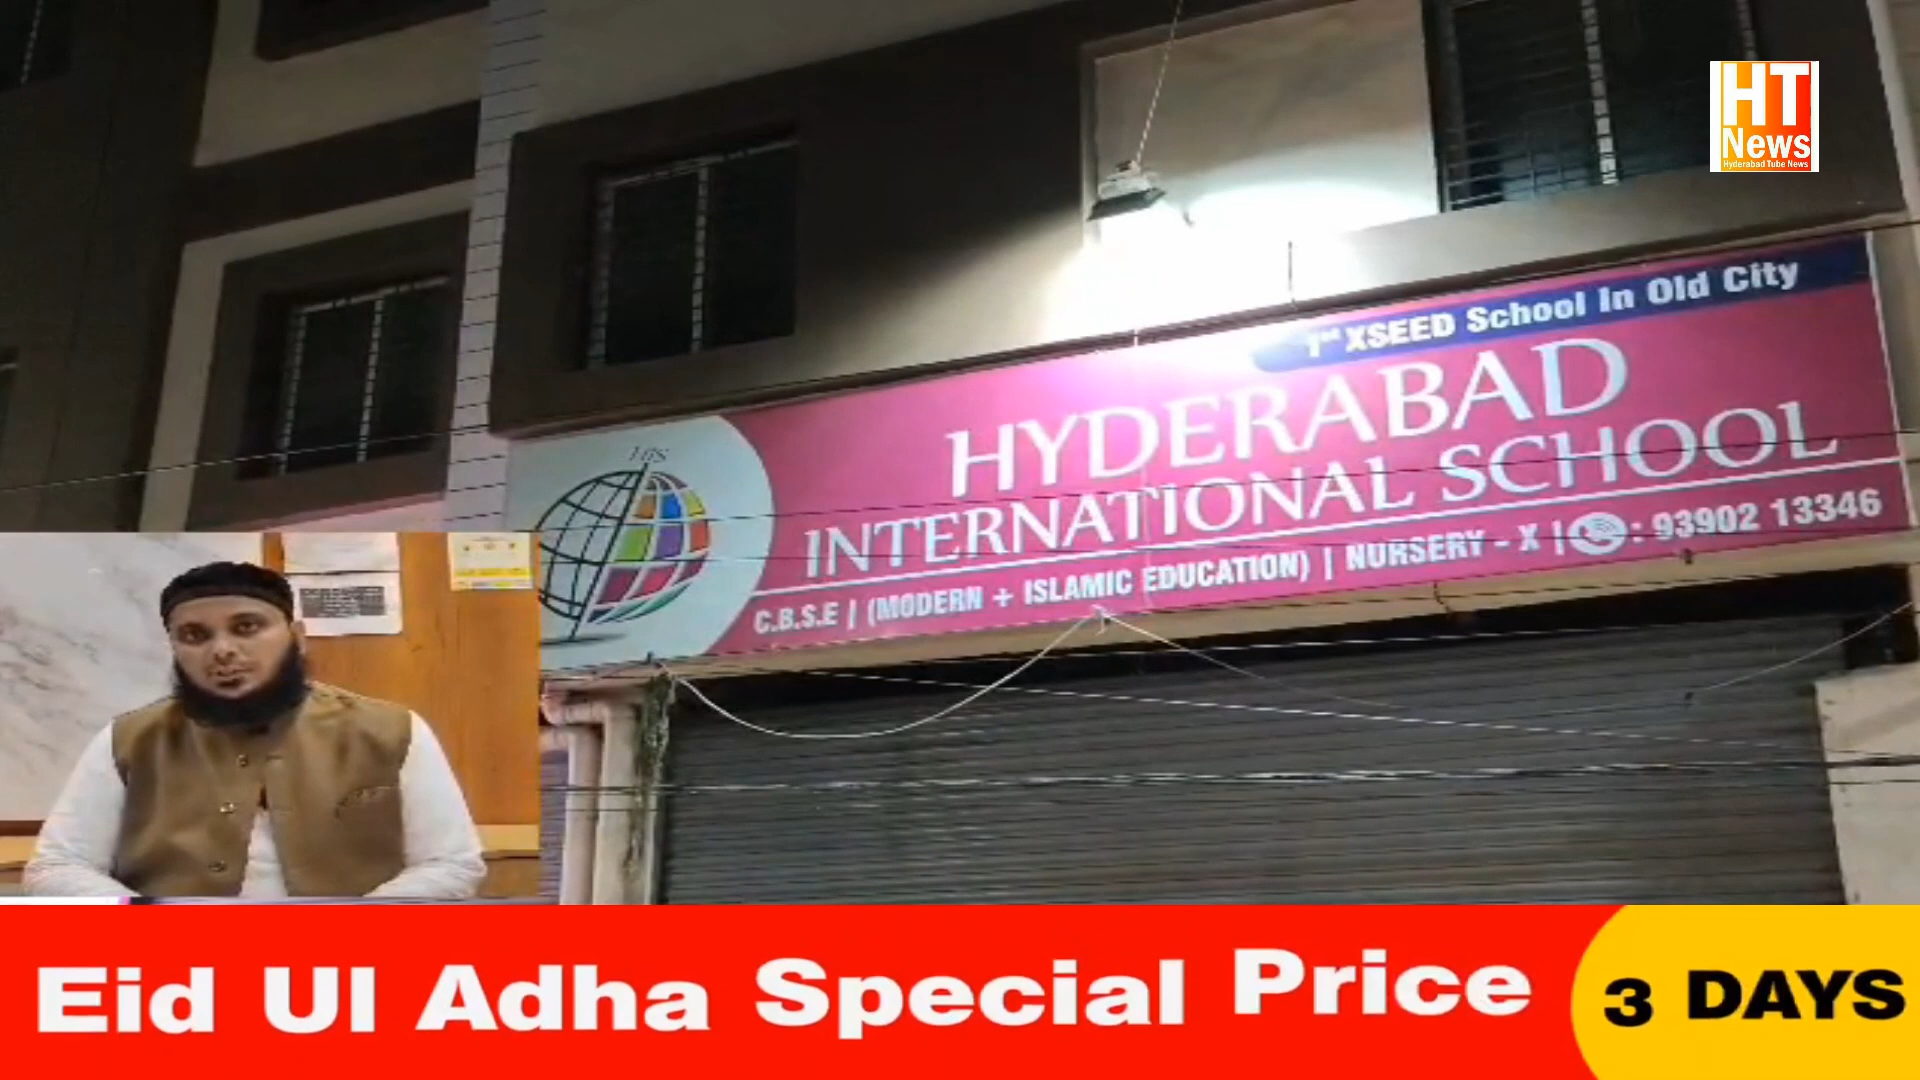 HT
News
Hyderabad Tube News
1st XSEED School In Old City
HYDERABAD
INTERNATIONAL SCHOOL
C.B.S.E | (MODERN + ISLAMIC EDUCATION) | NURSERY - X | : 93902 13346
Eid Ul Adha Special Price
3 DAYS